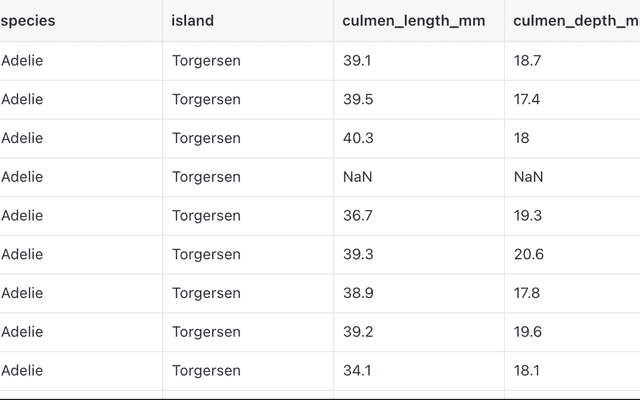 species island culmen_length_mm culmen_depth_m
Adelie Torgersen 39.1 18.7
Adelie Torgersen 39.5 17.4
Adelie Torgersen 40.3 18
Adelie Torgersen NaN NaN
Adelie Torgersen 36.7 19.3
Adelie Torgersen 39.3 20.6
Adelie Torgersen 38.9 17.8
Adelie Torgersen 39.2 19.6
Adelie Torgersen 34.1 18.1